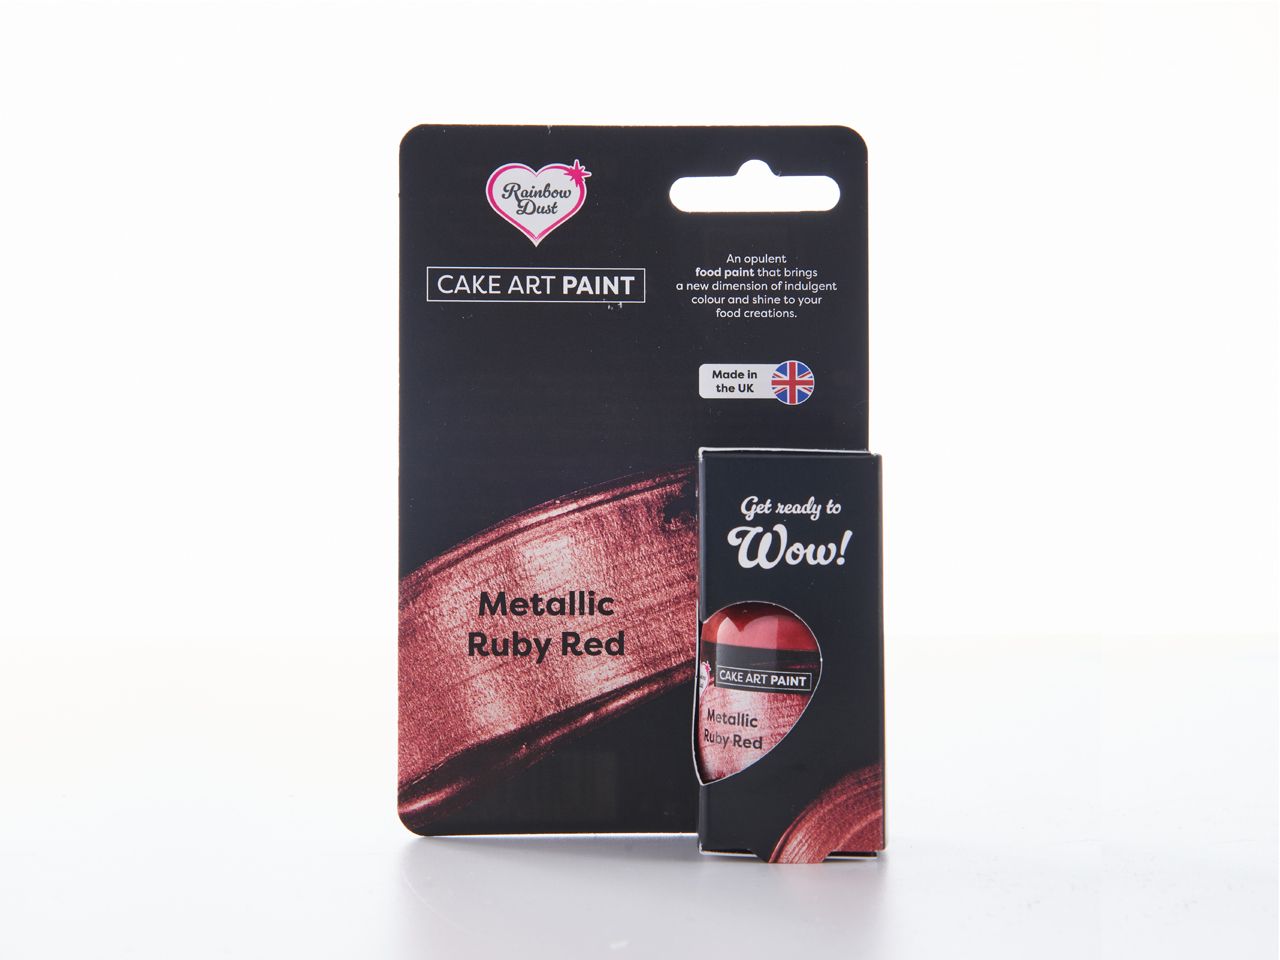 Rainbow
Dust
CAKE ART PAINT
An opulent
food paint that brings
a new dimension of indulgent
colour and shine to your
food creations.
Made in
the UK
Metallic
Ruby Red
Get ready to
Wow!
CAKE ART PAINT
Metallic
Ruby Red